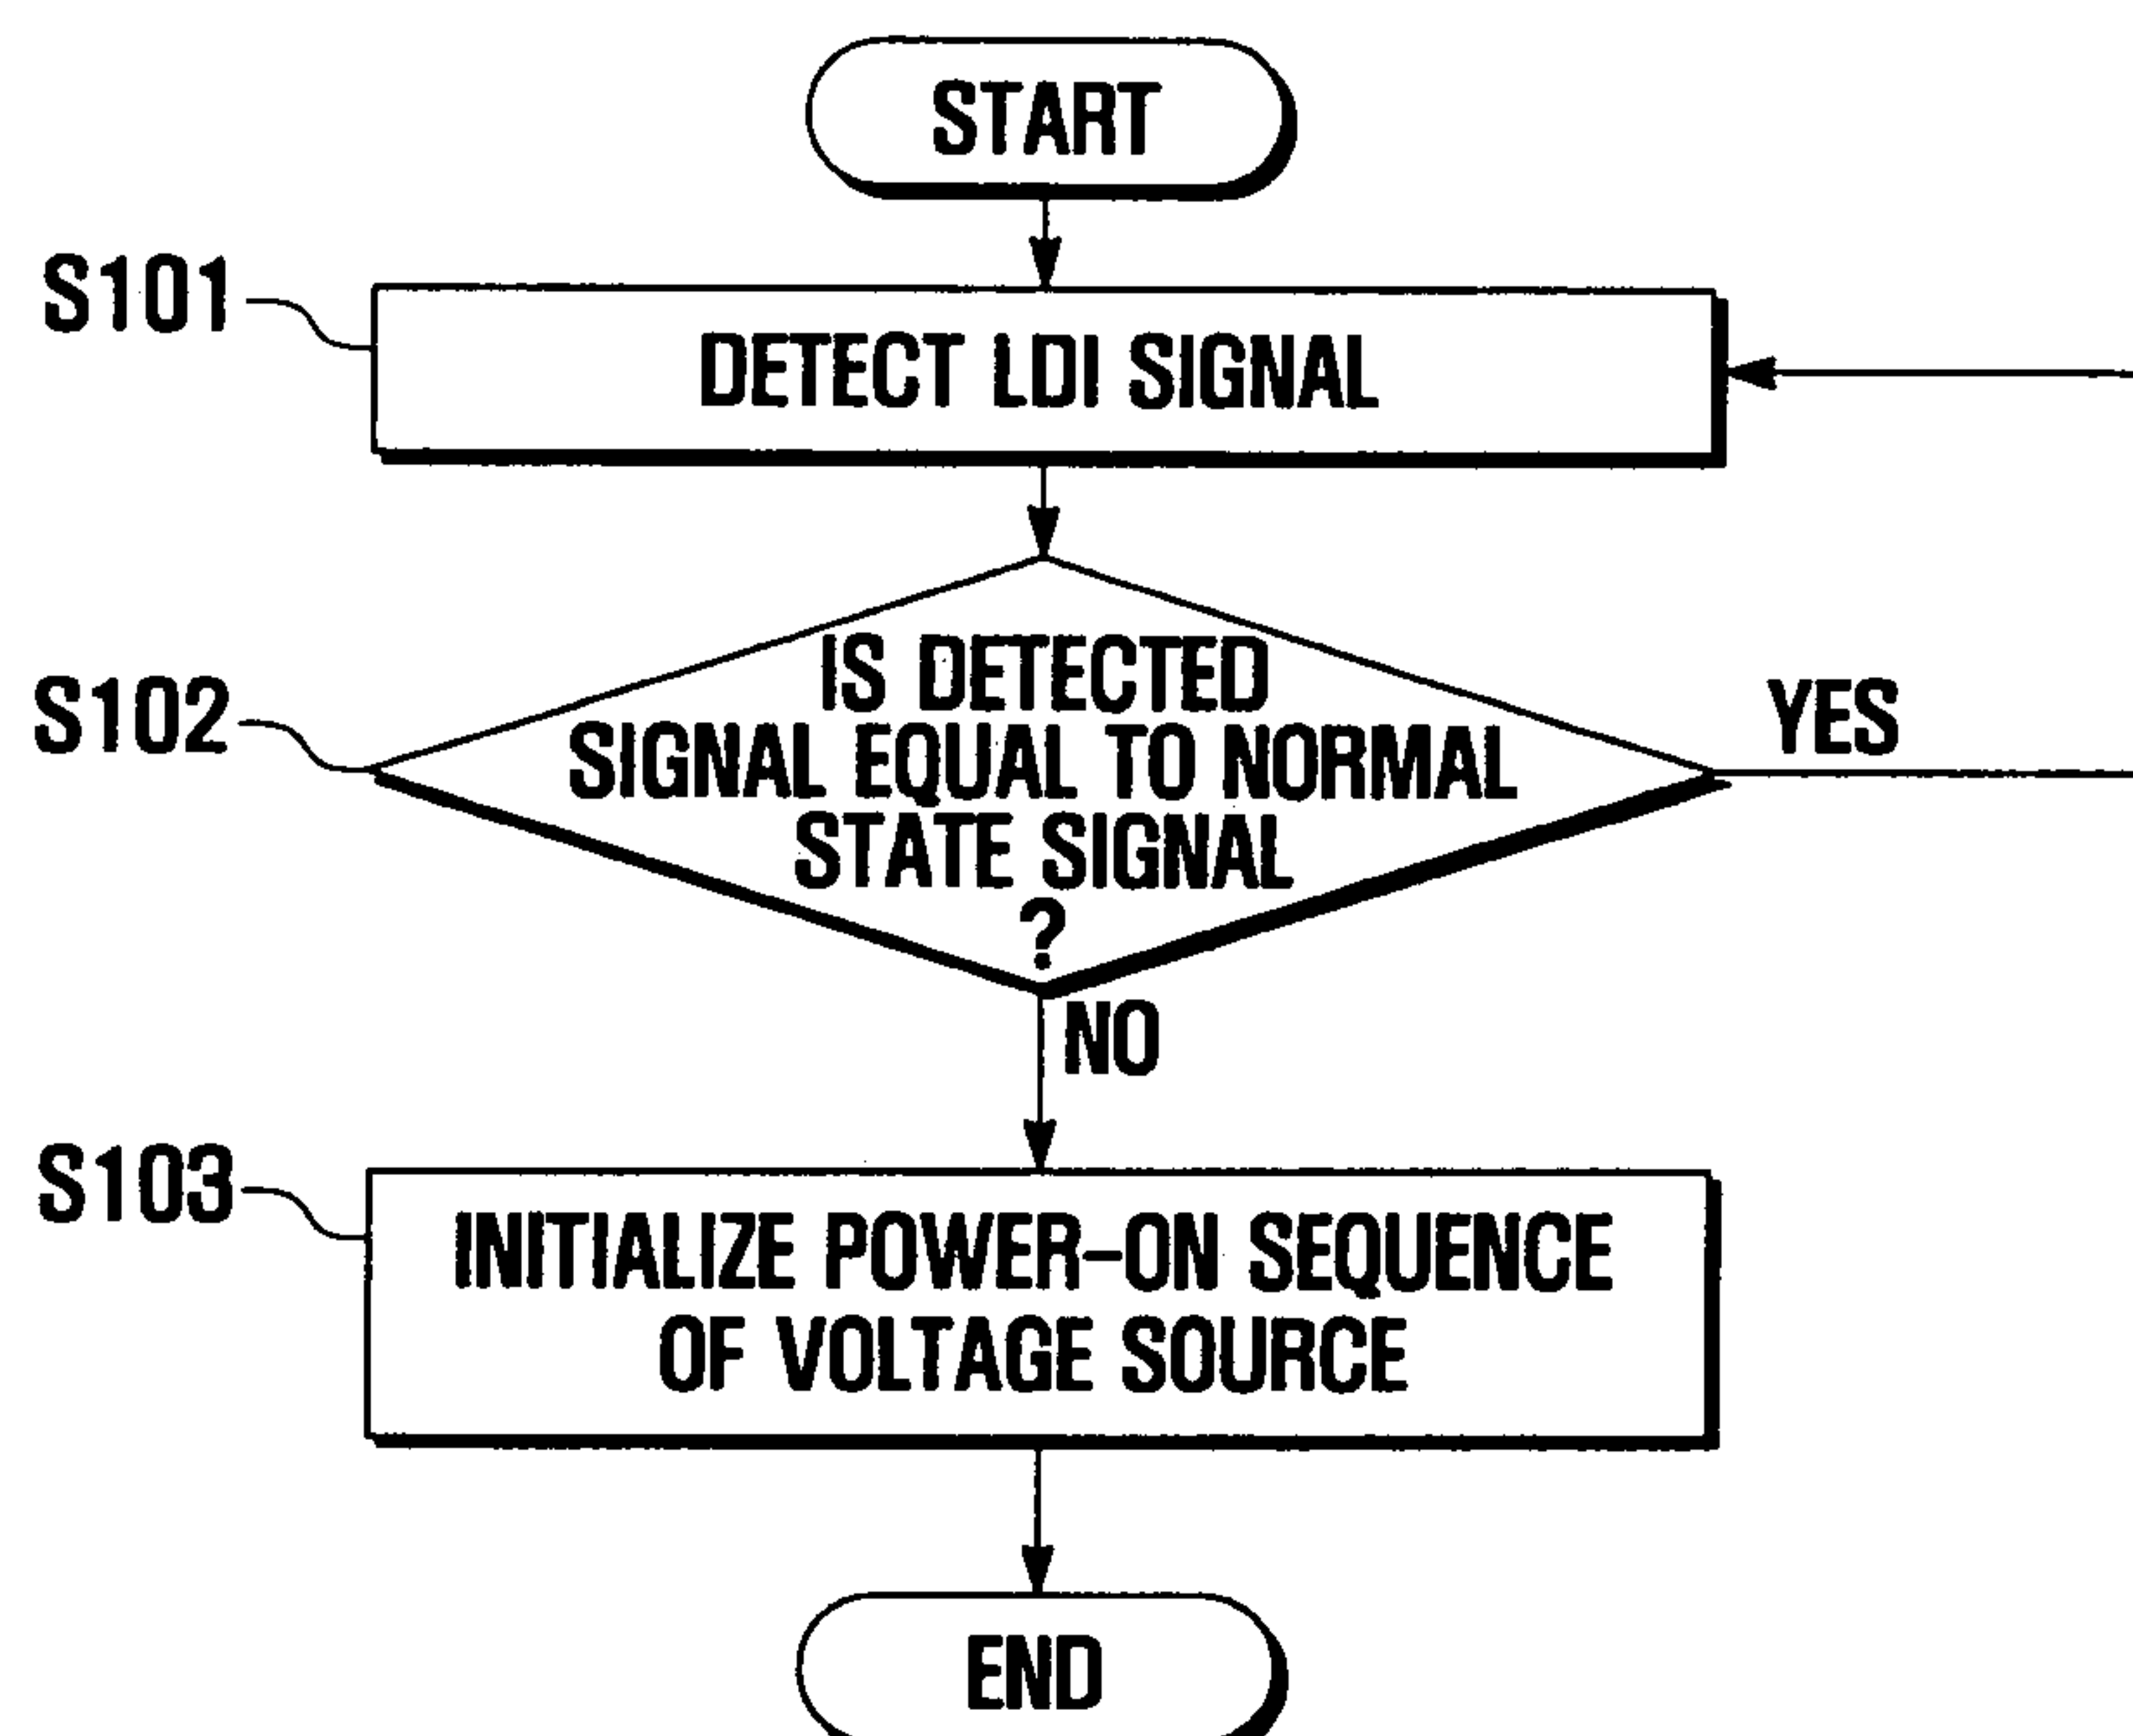 START
S101
DETECT LDI SIGNAL
S102
IS DETECTED
SIGNAL EQUAL TO NORMAL
STATE SIGNAL
?
YES
NO
S103
INITIALIZE POWER-ON SEQUENCE
OF VOLTAGE SOURCE
END